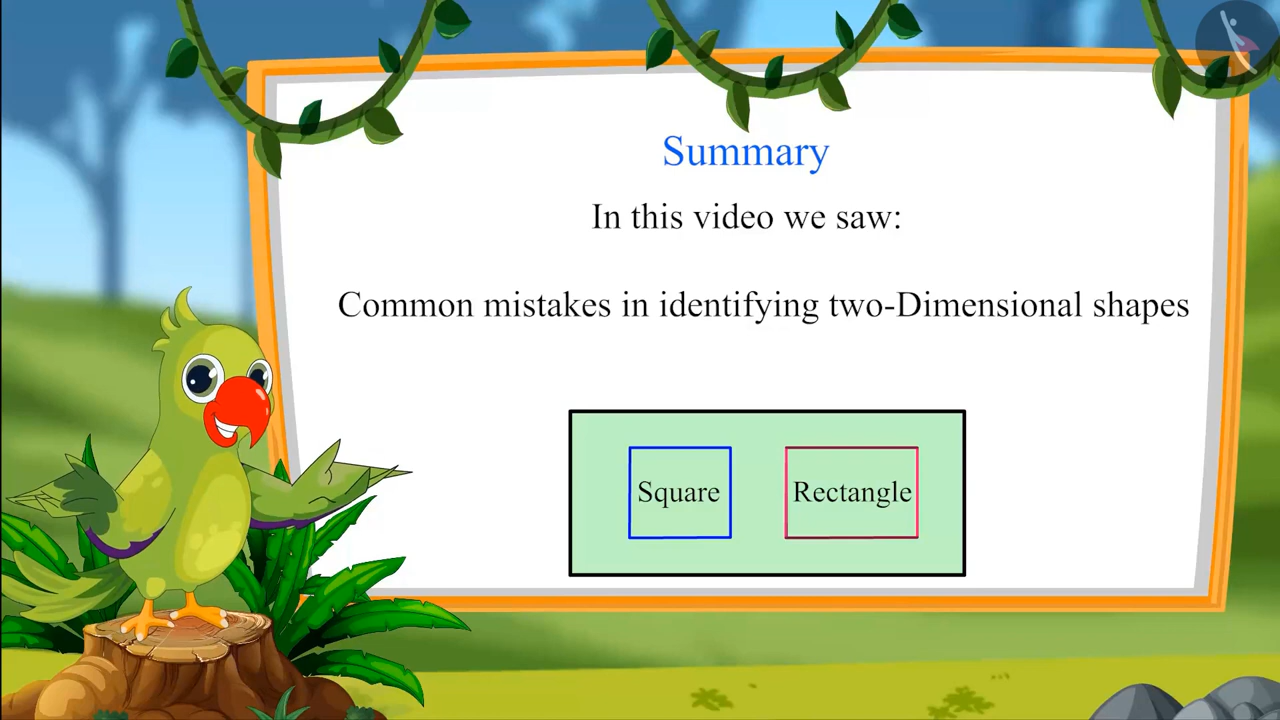 Summary
In this video we saw:
Common mistakes in identifying two-Dimensional shapes
Square
Rectangle